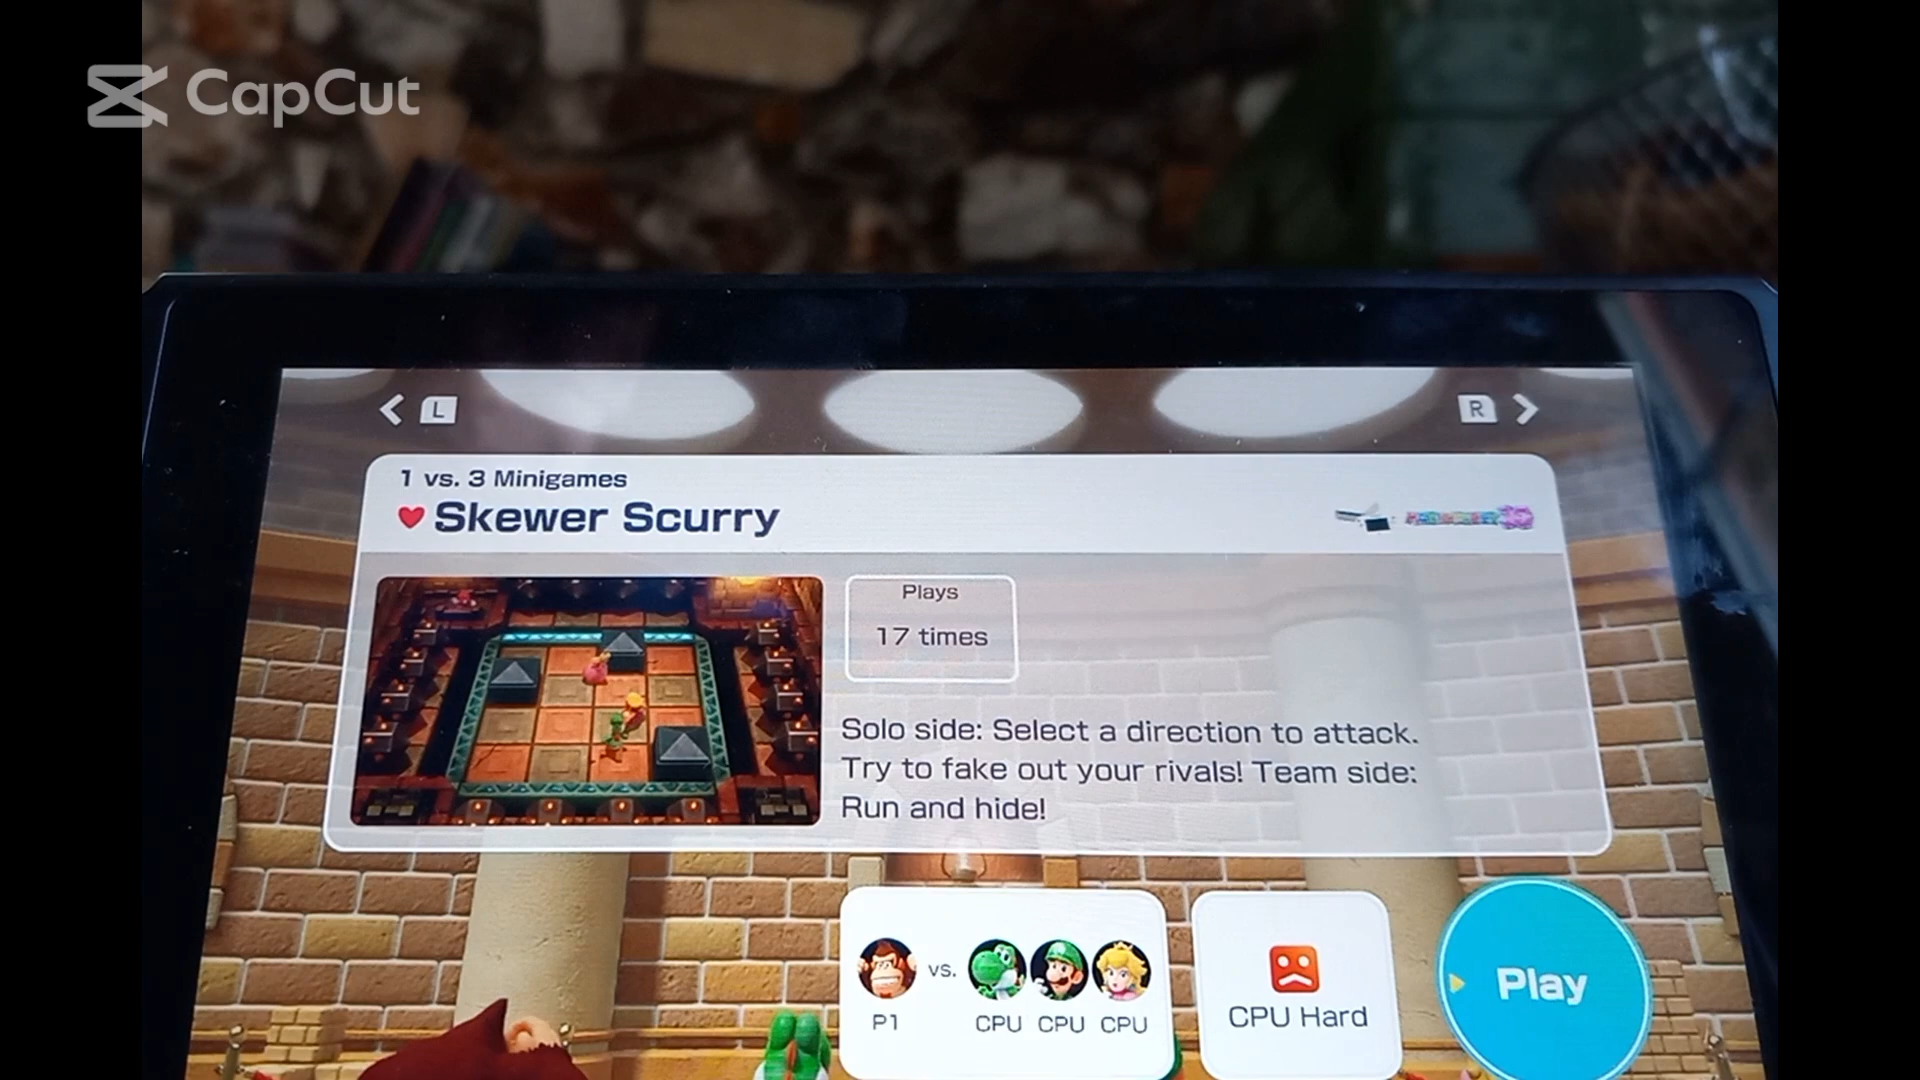 CapCut
L
R
1 vs. 3 Minigames
Skewer Scurry
Plays
17 times
Solo side: Select a direction to attack.
Try to fake out your rivals! Team side:
Run and hide!
vs.
P1
CPU CPU CPU
CPU Hard
Play